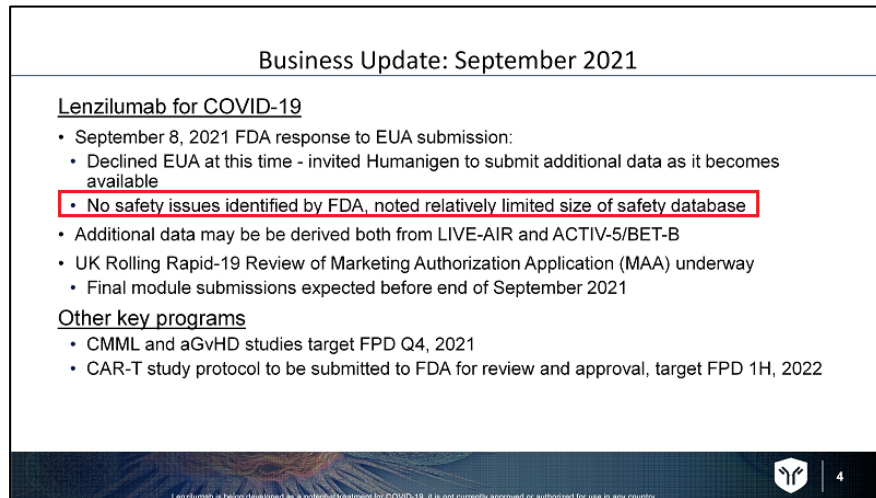 Business Update: September 2021
Lenzilumab for COVID-19
• September 8, 2021 FDA response to EUA submission:
• Declined EUA at this time - invited Humanigen to submit additional data as it becomes
available
• No safety issues identified by FDA, noted relatively limited size of safety database
• Additional data may be be derived both from LIVE-AIR and ACTIV-5/BET-B
• UK Rolling Rapid-19 Review of Marketing Authorization Application (MAA) underway
• Final module submissions expected before end of September 2021
Other key programs
• CMML and aGvHD studies target FPD Q4, 2021
• CAR-T study protocol to be submitted to FDA for review and approval, target FPD 1H, 2022
4
Lenzilumab is being developed as a potential treatment for COVID-19, it is not currently approved or authorized for use in any country